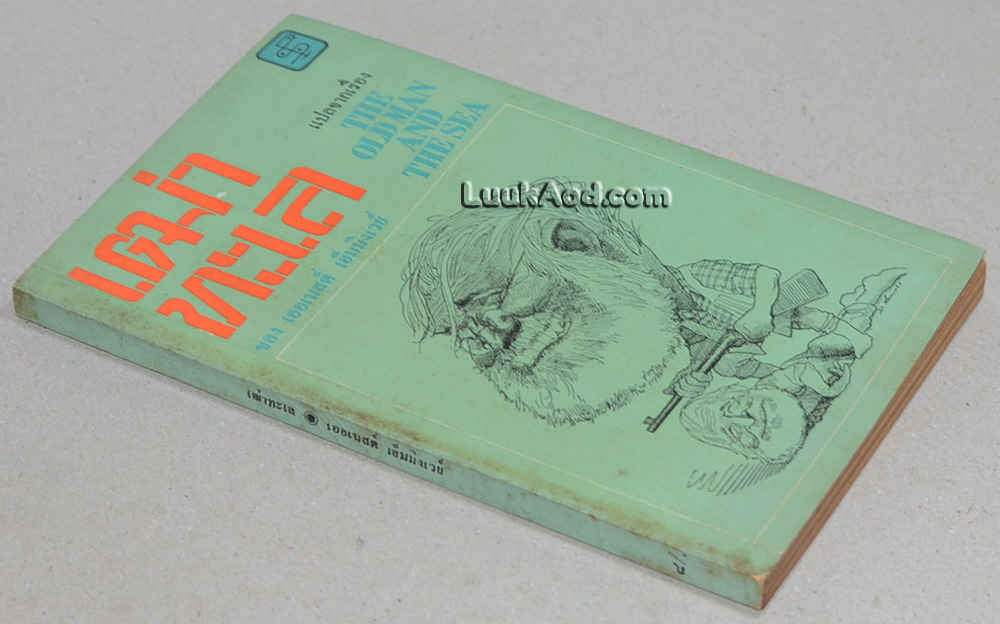 แปลจากเรื่อง
THE
OLD MAN
AND
THE SEA
เฒ่า
ทะเล
ของ เออเนสต์ เฮ็มมิงเวย์
LuukAod.com
เฒ่าทะเล ◉ เออเนสต์ เฮ็มมิงเวย์